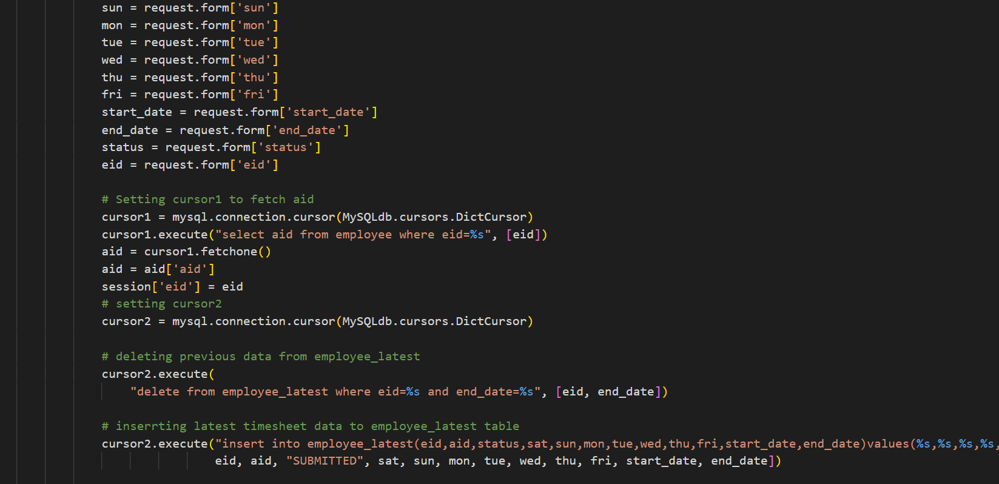 sun = request.form['sun']
mon = request.form['mon']
tue = request.form['tue']
wed = request.form['wed']
thu = request.form['thu']
fri = request.form['fri']
start_date = request.form['start_date']
end_date = request.form['end_date']
status = request.form['status']
eid = request.form['eid']
# Setting cursor1 to fetch aid
cursor1 = mysql.connection.cursor(MySQLdb.cursors.DictCursor)
cursor1.execute("select aid from employee where eid=%s", [eid])
aid = cursor1.fetchone()
aid = aid['aid']
session['eid'] = eid
# setting cursor2
cursor2 = mysql.connection.cursor(MySQLdb.cursors.DictCursor)
# deleting previous data from employee_latest
cursor2.execute(
"delete from employee_latest where eid=%s and end_date=%s", [eid, end_date])
# inserrting latest timesheet data to employee_latest table
cursor2.execute("insert into employee_latest(eid,aid,status,sat,sun,mon,tue,wed,thu,fri,start_date,end_date)values(%s,%s,%s,%s,
eid, aid, "SUBMITTED", sat, sun, mon, tue, wed, thu, fri, start_date, end_date])